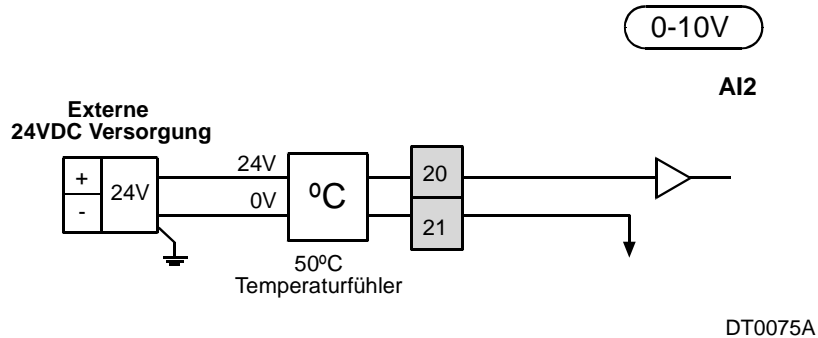 0-10V
AI2
Externe
24VDC Versorgung
+
-
24V
24V
0V
ºC
20
21
50ºC
Temperaturfühler
DT0075A